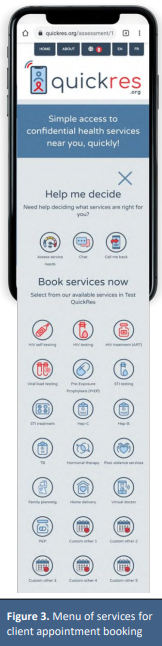 quickres.org/assessment/1
HOME ABOUT EN FR
quickres
.org
Simple access to
confidential health services
near you, quickly!
Help me decide
Need help deciding what services are right for
you?
Assess service
needs
Chat
Call me back
Book services now
Select from our available services in Test
QuickRes
HIV self-testing HIV testing HIV treatment (ART)
Viral load testing Pre-Exposure
Prophylaxis (PrEP) STI testing
STI treatment Hep-C Hep-B
TB Hormonal therapy Post-violence services
Family planning Home delivery Virtual doctor
PEP Custom other 1 Custom other 2
Custom other 3 Custom other 4 Custom other 5
Figure 3. Menu of services for
client appointment booking